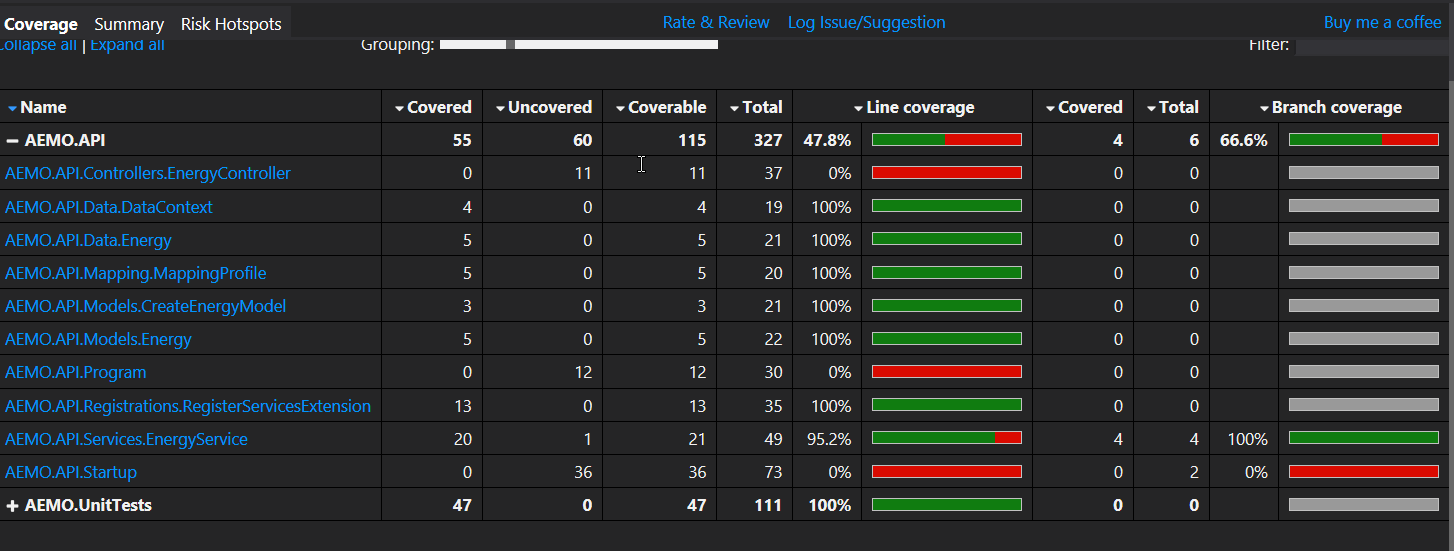 Coverage Summary Risk Hotspots Rate & Review Log Issue/Suggestion Buy me a coffee
Collapse all | Expand all Grouping: Filter:
Name Covered Uncovered Coverable Total Line coverage Covered Total Branch coverage
AEMO.API 55 60 115 327 47.8% 4 6 66.6%
AEMO.API.Controllers.EnergyController 0 11 11 37 0% 0 0
AEMO.API.Data.DataContext 4 0 4 19 100% 0 0
AEMO.API.Data.Energy 5 0 5 21 100% 0 0
AEMO.API.Mapping.MappingProfile 5 0 5 20 100% 0 0
AEMO.API.Models.CreateEnergyModel 3 0 3 21 100% 0 0
AEMO.API.Models.Energy 5 0 5 22 100% 0 0
AEMO.API.Program 0 12 12 30 0% 0 0
AEMO.API.Registrations.RegisterServicesExtension 13 0 13 35 100% 0 0
AEMO.API.Services.EnergyService 20 1 21 49 95.2% 4 4 100%
AEMO.API.Startup 0 36 36 73 0% 0 2 0%
AEMO.UnitTests 47 0 47 111 100% 0 0